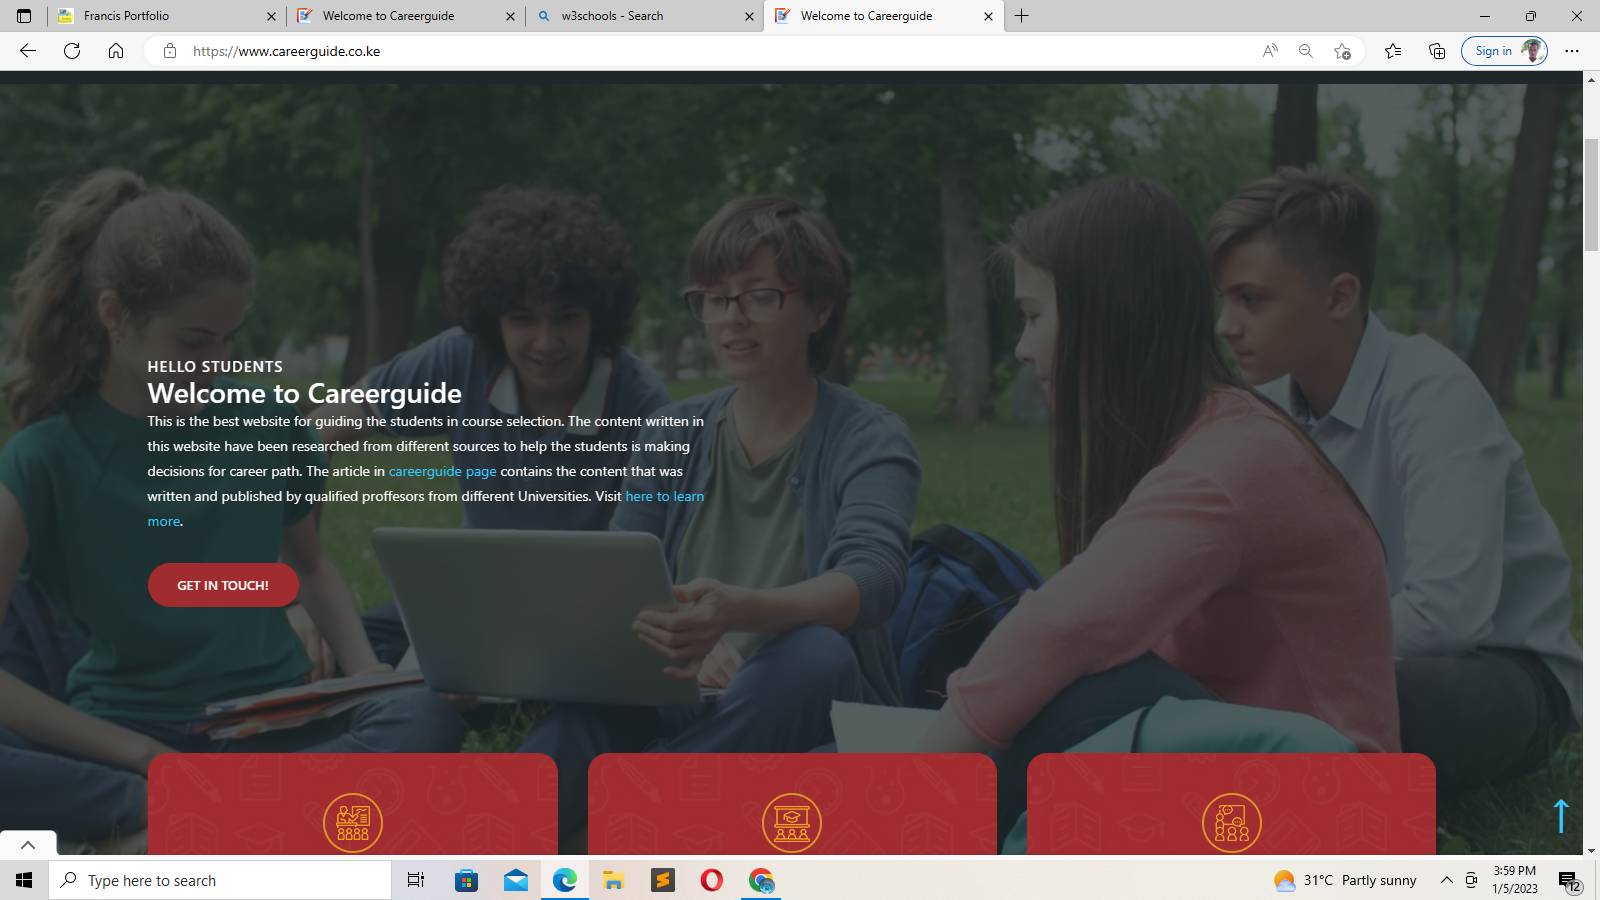 Francis Portfolio
Welcome to Careerguide
w3schools - Search
Welcome to Careerguide
https://www.careerguide.co.ke
Sign in
HELLO STUDENTS
Welcome to Careerguide
This is the best website for guiding the students in course selection. The content written in
this website have been researched from different sources to help the students is making
decisions for career path. The article in careerguide page contains the content that was
written and published by qualified proffesors from different Universities. Visit here to learn
more.
GET IN TOUCH!
Type here to search
31°C Partly sunny
3:59 PM
1/5/2023
12